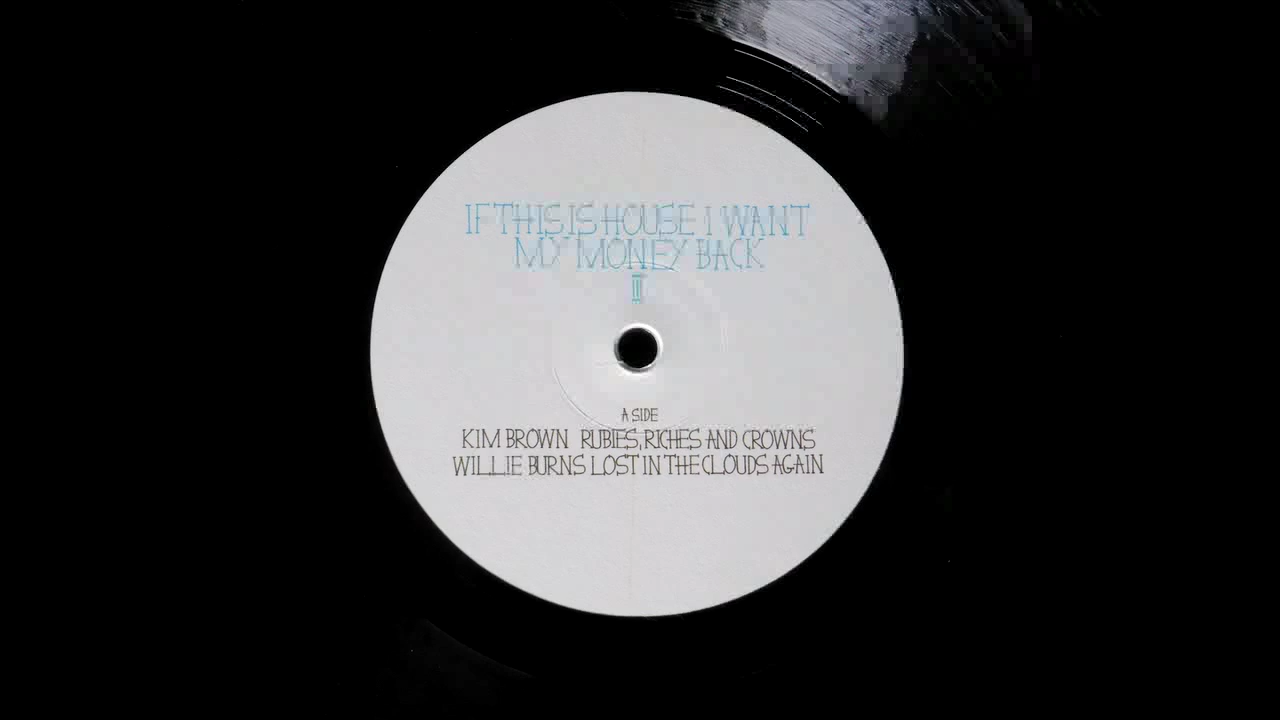 IF THIS IS HOUSE I WANT
MY MONEY BACK
III
A SIDE
KIM BROWN RUBIES, RICHES AND CROWNS
WILLIE BURNS LOST IN THE CLOUDS AGAIN